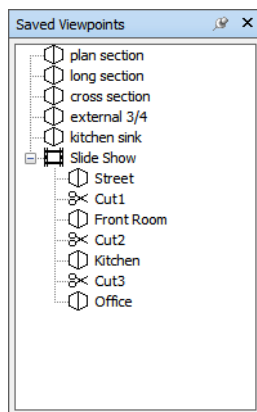 Saved Viewpoints
plan section
long section
cross section
external 3/4
kitchen sink
Slide Show
Street
Cut1
Front Room
Cut2
Kitchen
Cut3
Office